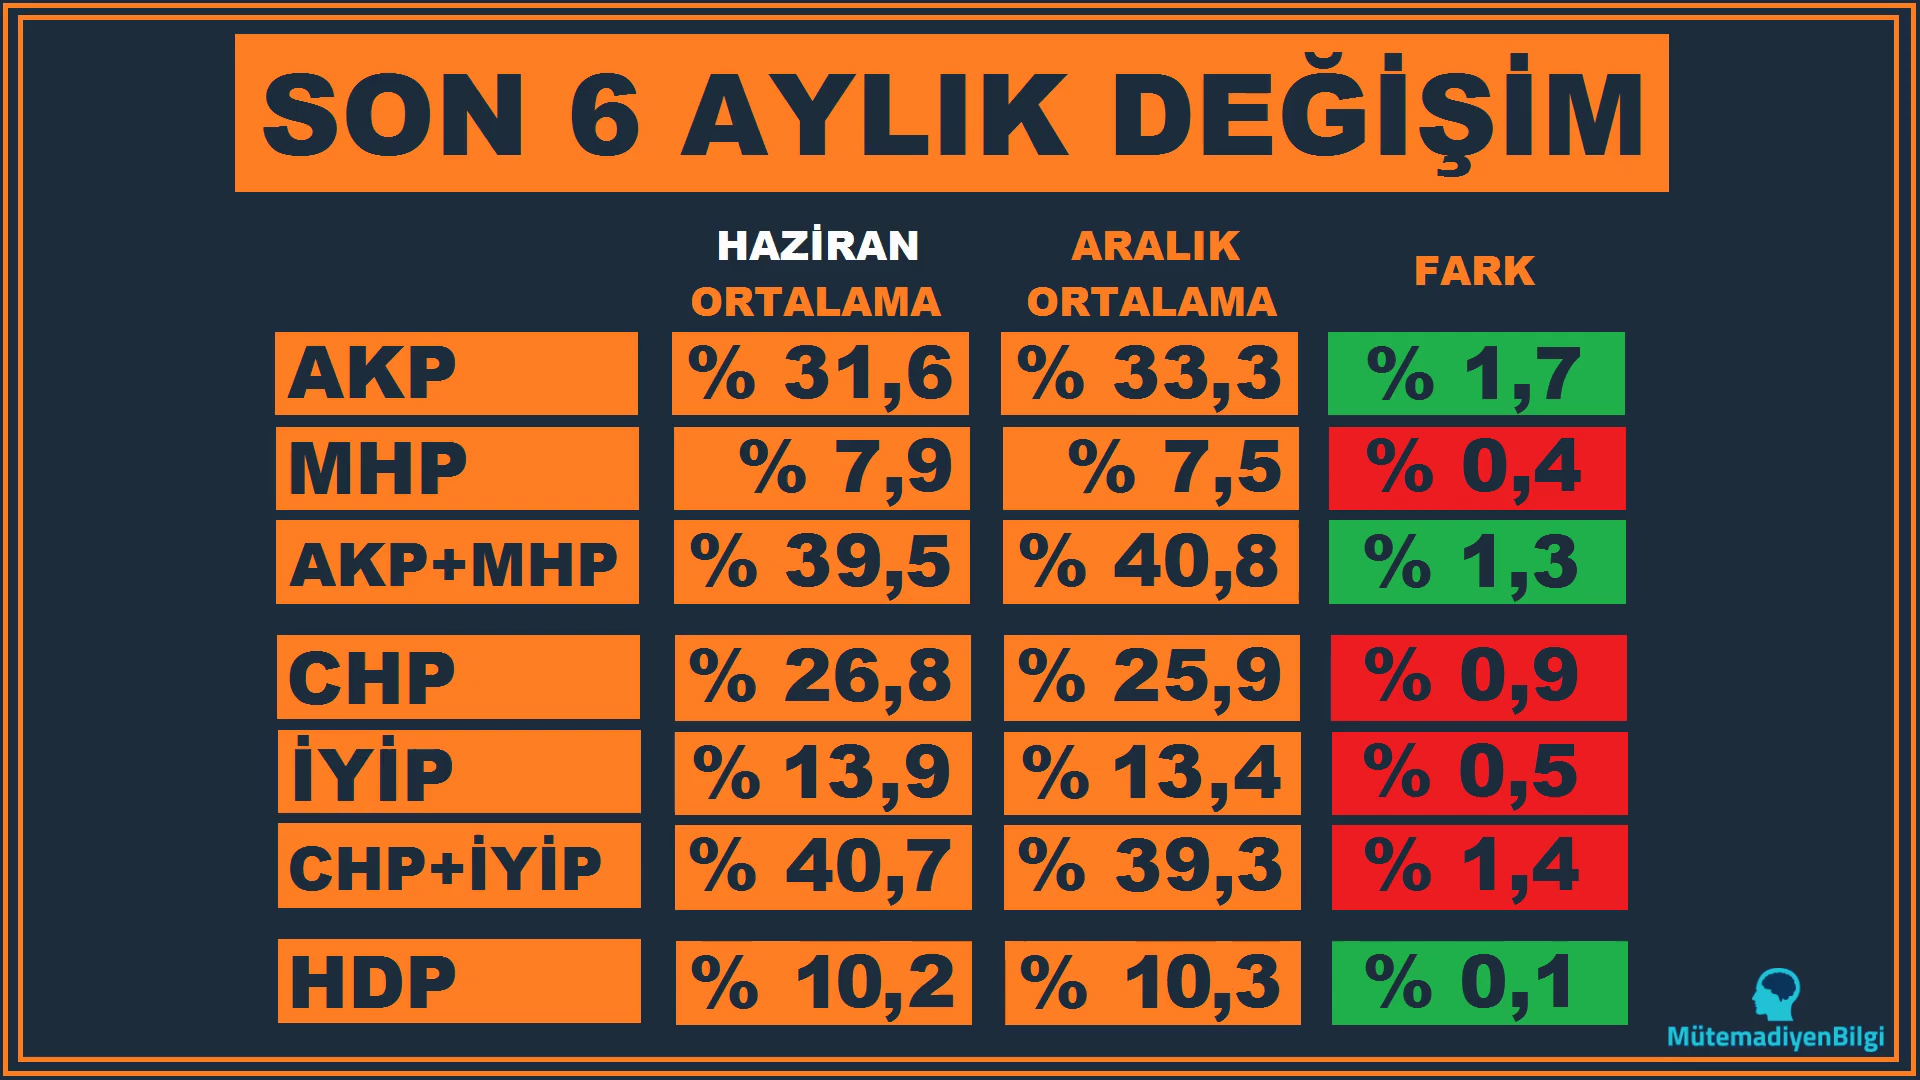 SON 6 AYLIK DEĞİŞİM
HAZİRAN ORTALAMA
ARALIK ORTALAMA
FARK
AKP % 31,6 % 33,3 % 1,7
MHP % 7,9 % 7,5 % 0,4
AKP+MHP % 39,5 % 40,8 % 1,3
CHP % 26,8 % 25,9 % 0,9
İYİP % 13,9 % 13,4 % 0,5
CHP+İYİP % 40,7 % 39,3 % 1,4
HDP % 10,2 % 10,3 % 0,1
MütemadiyenBilgi